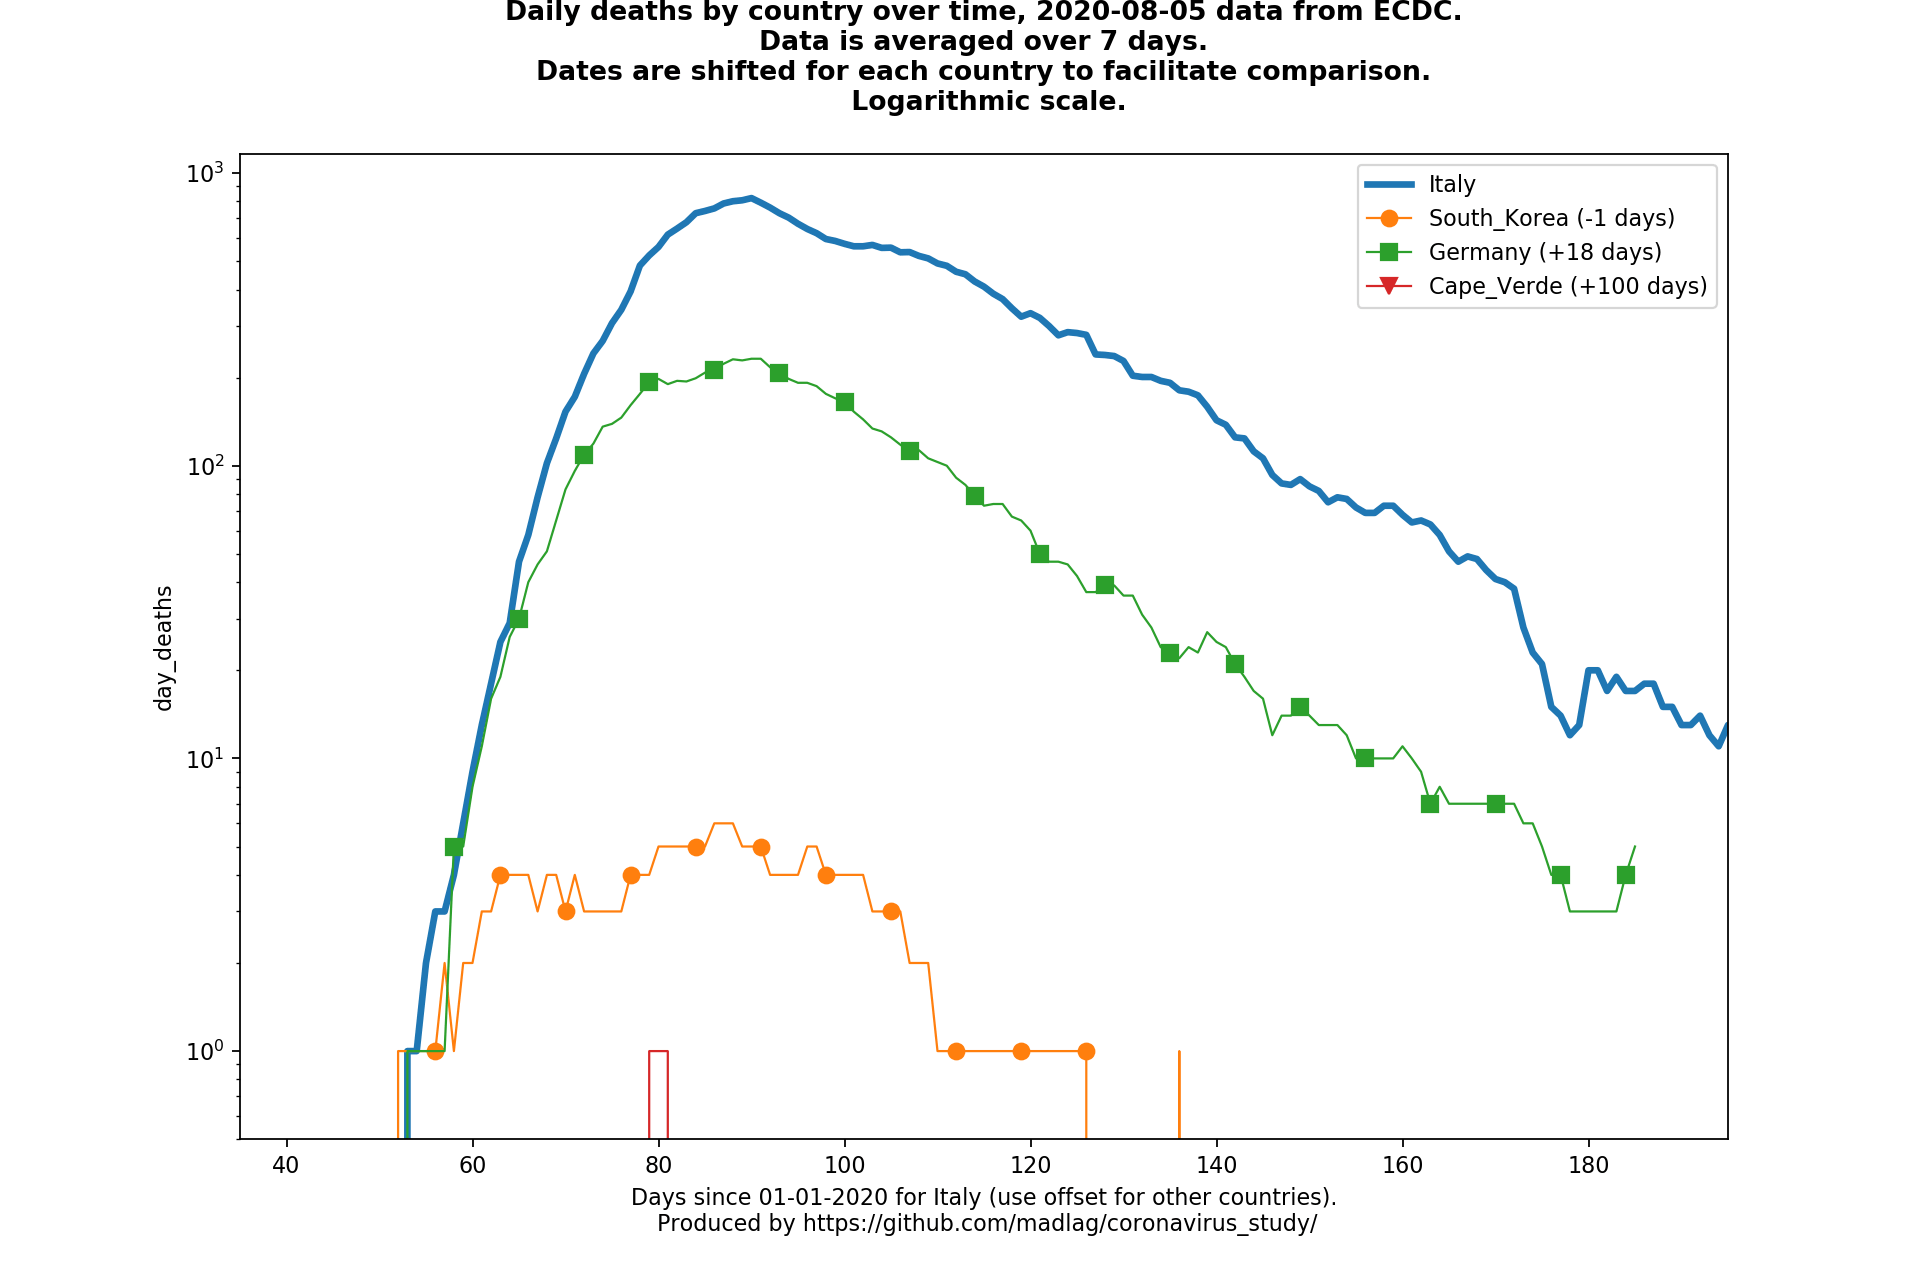 Daily deaths by country over time, 2020-08-05 data from ECDC.
Data is averaged over 7 days.
Dates are shifted for each country to facilitate comparison.
Logarithmic scale.
10³
10²
10¹
10⁰
day_deaths
Italy
South_Korea (-1 days)
Germany (+18 days)
Cape_Verde (+100 days)
40 60 80 100 120 140 160 180
Days since 01-01-2020 for Italy (use offset for other countries).
Produced by https://github.com/madlag/coronavirus_study/